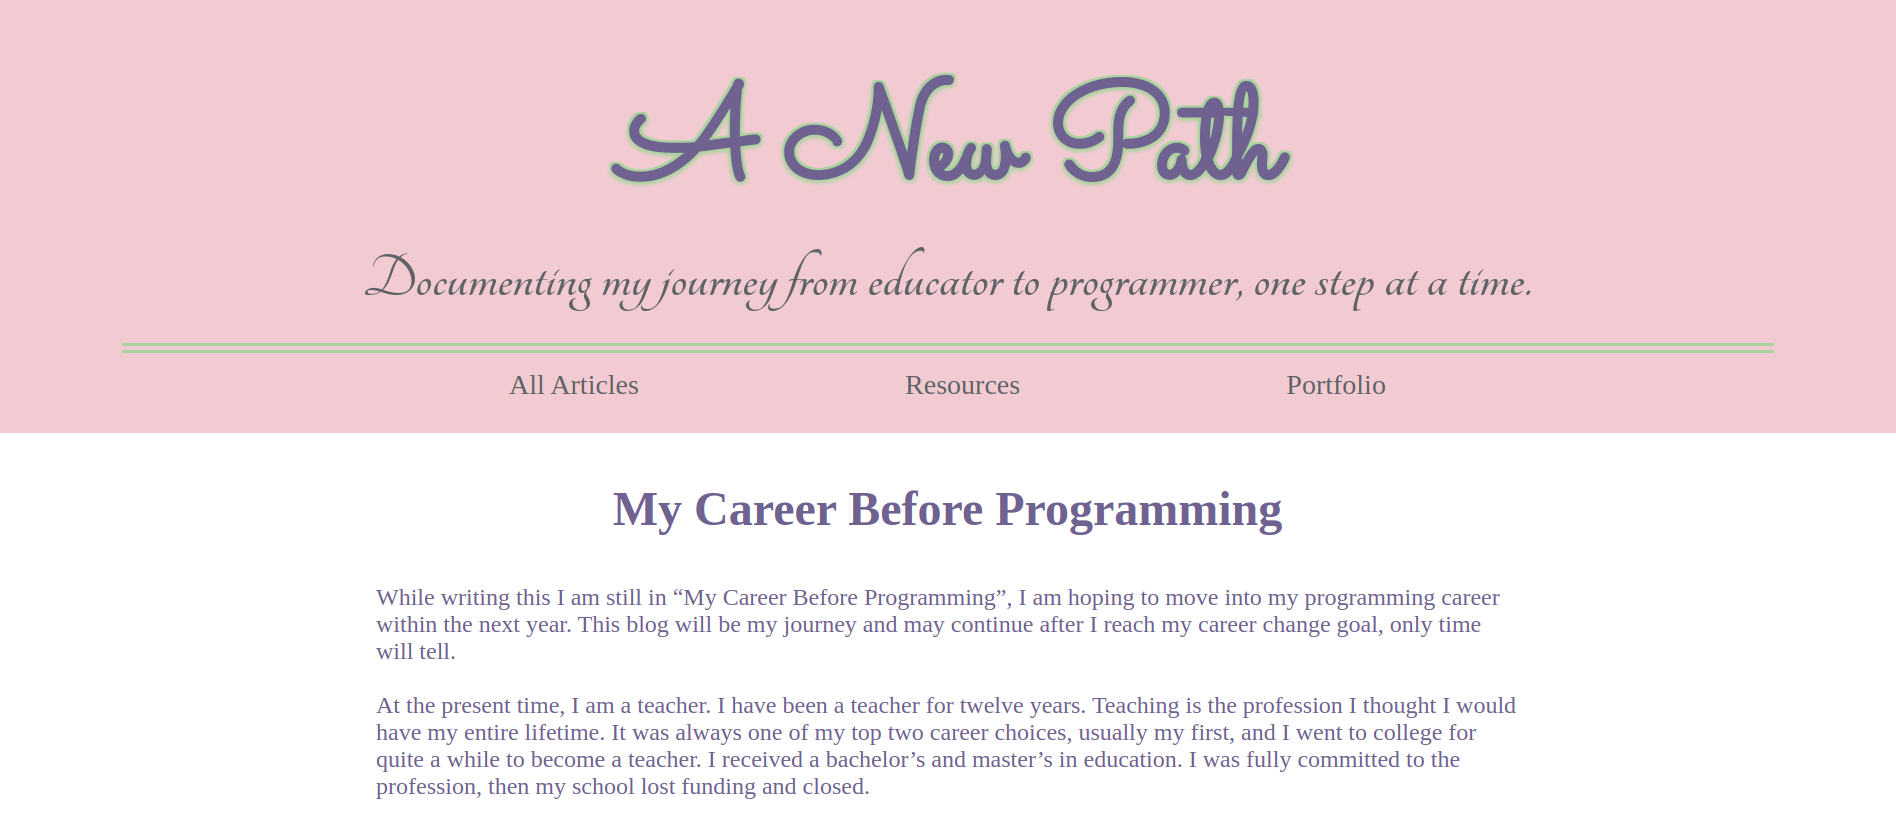 A New Path
Documenting my journey from educator to programmer, one step at a time.
All Articles Resources Portfolio
My Career Before Programming
While writing this I am still in “My Career Before Programming”, I am hoping to move into my programming career
within the next year. This blog will be my journey and may continue after I reach my career change goal, only time
will tell.
At the present time, I am a teacher. I have been a teacher for twelve years. Teaching is the profession I thought I would
have my entire lifetime. It was always one of my top two career choices, usually my first, and I went to college for
quite a while to become a teacher. I received a bachelor’s and master’s in education. I was fully committed to the
profession, then my school lost funding and closed.